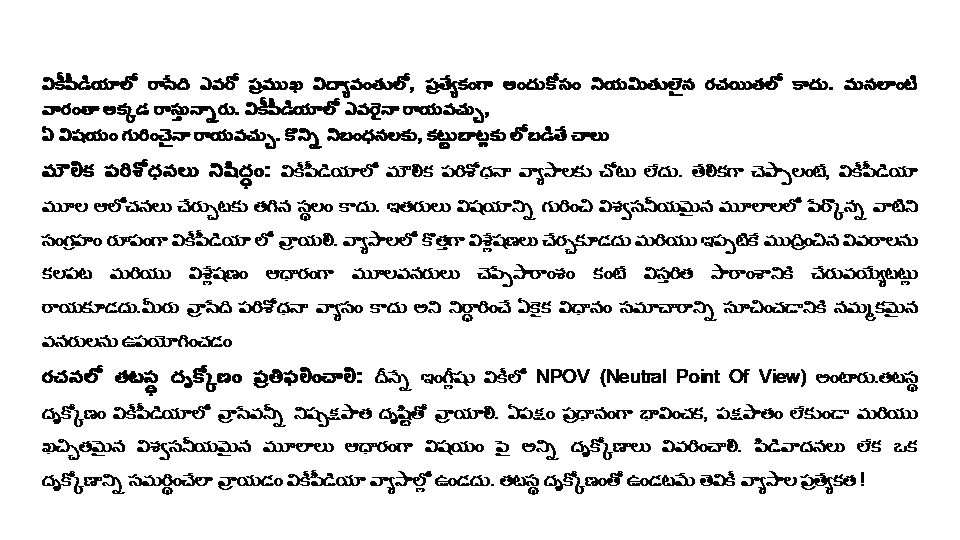 వికీపీడియాలో రాసేది ఎవరో ప్రముఖ విద్యావంతులో, ప్రత్యేకంగా అందుకోసం నియమితులైన రచయితలో కాదు. మనలాంటి
వారంతా అక్కడ రాస్తున్నారు. వికీపీడియాలో ఎవరైనా రాయవచ్చు,
ఏ విషయం గురించైనా రాయవచ్చు. కొన్ని నిబంధనలకు, కట్టుబాట్లకు లోబడితే చాలు
మౌలిక పరిశోధనలు నిషిద్ధం: వికీపీడియాలో మౌలిక పరిశోధనా వ్యాసాలకు చోటు లేదు. తేలికగా చెప్పాలంటే, వికీపీడియా
మూల ఆలోచనలు చేర్చుటకు తగిన స్థలం కాదు. ఇతరులు విషయాన్ని గురించి విశ్వసనీయమైన మూలాలలో పేర్కొన్న వాటిని
సంగ్రహం రూపంగా వికీపీడియా లో వ్రాయలి. వ్యాసాలలో కొత్తగా విశ్లేషణలు చేర్చకూడదు మరియు ఇప్పటికే ముద్రించిన వివరాలను
కలపట మరియు విశ్లేషణం ఆధారంగా మూలవనరులు చెప్పేసారాంశం కంటే విస్తరిత సారాంశానికి చేరువయ్యేటట్లు
రాయకూడదు.మీరు వ్రాసేది పరిశోధనా వ్యాసం కాదు అని నిర్ధారించే ఏకైక విధానం సమాచారాన్ని సూచించడానికి నమ్మకమైన
వనరులను ఉపయోగించడం
రచనలో తటస్థ దృక్కోణం ప్రతిఫలించాలి: దీన్నే ఇంగ్లీషు వికీలో NPOV (Neutral Point Of View) అంటారు.తటస్థ
దృక్కోణం వికీపీడియాలో వ్రాసేవన్నీ నిష్పక్షపాత దృష్టితో వ్రాయాలి. ఏపక్షం ప్రధానంగా భావించక, పక్షపాతం లేకుండా మరియు
ఖచ్చితమైన విశ్వసనీయమైన మూలాలు ఆధారంగా విషయం పై అన్ని దృక్కోణాలు వివరించాలి. పిడివాదనలు లేక ఒక
దృక్కోణాన్ని సమర్థించేలా వ్రాయడం వికీపీడియా వ్యాసాల్లో ఉండదు. తటస్థ దృక్కోణంతో ఉండటమే తెవికీ వ్యాసాల ప్రత్యేకత !